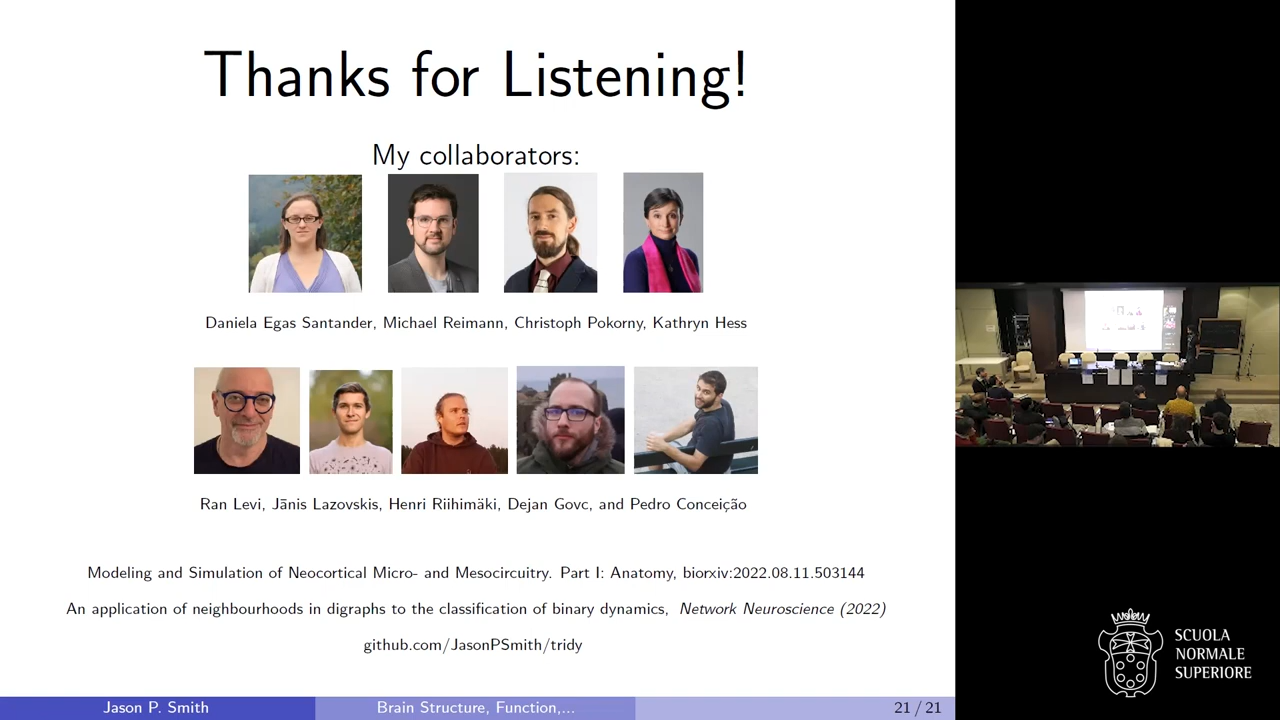 Thanks for Listening!
My collaborators:
Daniela Egas Santander, Michael Reimann, Christoph Pokorny, Kathryn Hess
Ran Levi, Jānis Lazovskis, Henri Riihimäki, Dejan Govc, and Pedro Conceição
Modeling and Simulation of Neocortical Micro- and Mesocircuitry. Part I: Anatomy, biorxiv:2022.08.11.503144
An application of neighbourhoods in digraphs to the classification of binary dynamics, Network Neuroscience (2022)
github.com/JasonPSmith/tridy
Jason P. Smith
Brain Structure, Function,...
21 / 21
SCUOLA
NORMALE
SUPERIORE